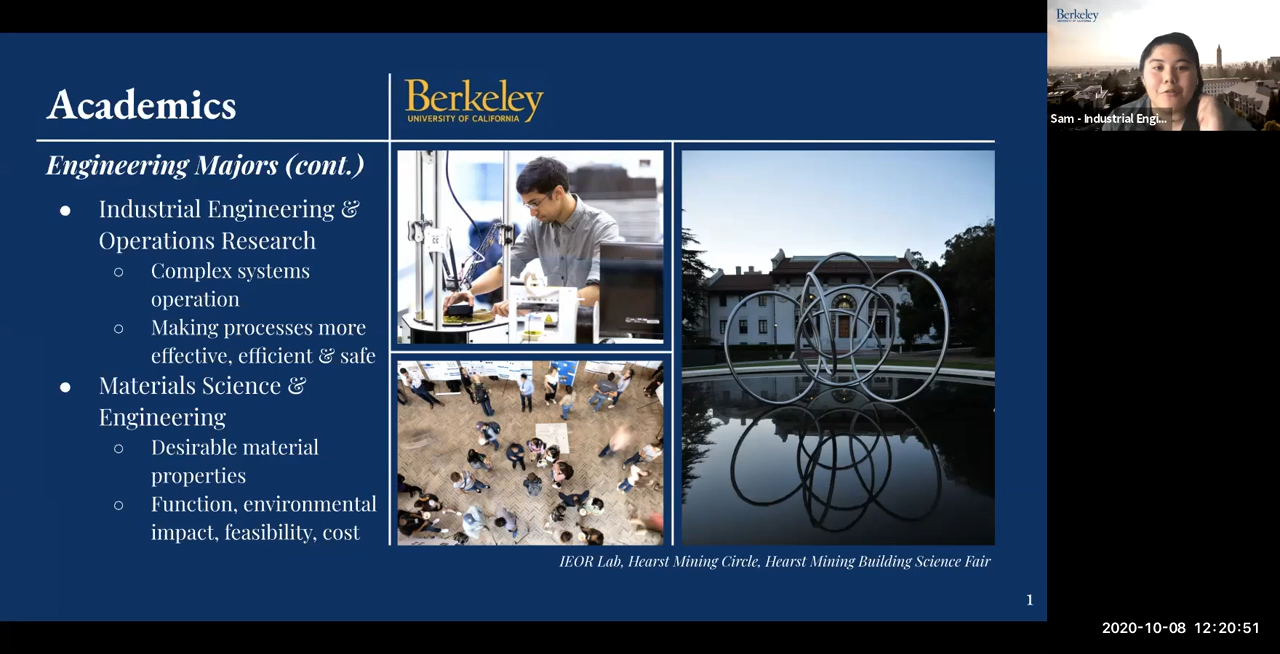 Academics
Berkeley
UNIVERSITY OF CALIFORNIA
Engineering Majors (cont.)
● Industrial Engineering &
Operations Research
○ Complex systems
operation
○ Making processes more
effective, efficient & safe
● Materials Science &
Engineering
○ Desirable material
properties
○ Function, environmental
impact, feasibility, cost
IEOR Lab, Hearst Mining Circle, Hearst Mining Building Science Fair
1
Berkeley
Sam - Industrial Engi...
2020-10-08 12:20:51